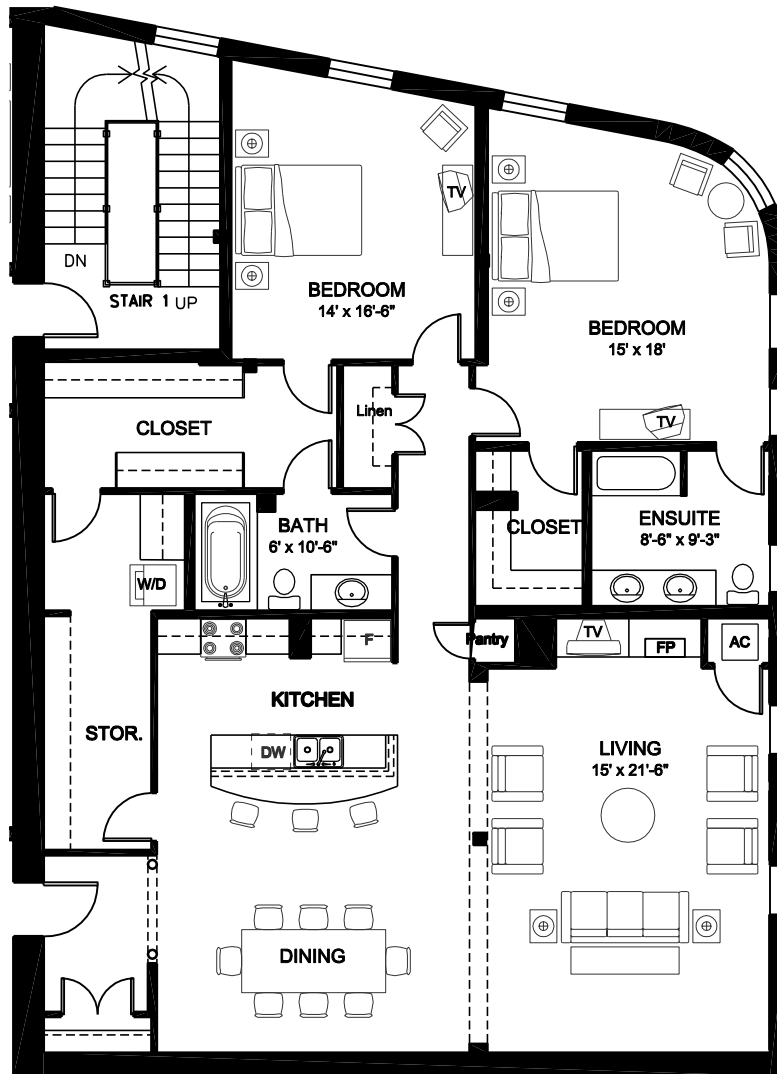 DN
STAIR 1 UP
TV
BEDROOM
14' x 16'-6"
BEDROOM
15' x 18'
TV
Linen
CLOSET
CLOSET
ENSUITE
8'-6" x 9'-3"
BATH
6' x 10'-6"
W/D
F
Pantry
TV
FP
AC
KITCHEN
STOR.
DW
LIVING
15' x 21'-6"
DINING